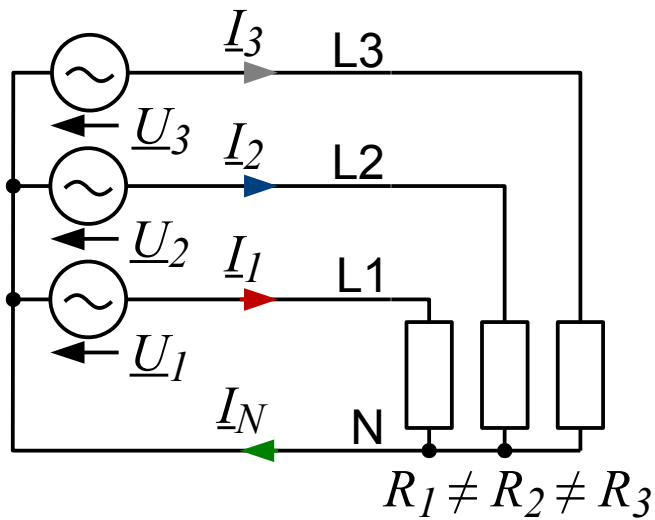 I3 L3
U3
I2 L2
U2
I1 L1
U1
IN N
R1 ≠ R2 ≠ R3